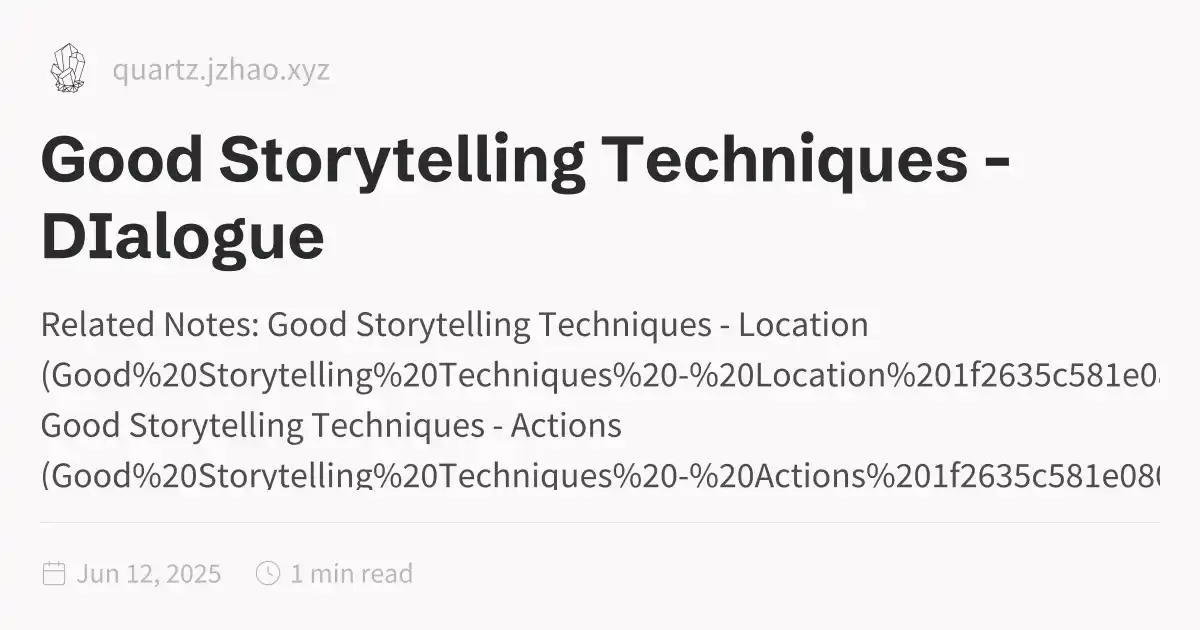 quartz.jzhao.xyz
Good Storytelling Techniques -
DIalogue
Related Notes: Good Storytelling Techniques - Location
(Good%20Storytelling%20Techniques%20-%20Location%201f2635c581e0
Good Storytelling Techniques - Actions
(Good%20Storytelling%20Techniques%20-%20Actions%201f2635c581e080
Jun 12, 2025 1 min read